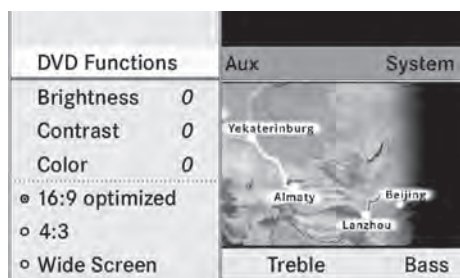 DVD Functions
Aux System
Brightness 0
Contrast 0
Color 0
16:9 optimized
4:3
Wide Screen
Yekaterinburg
Almaty
Beijing
Lanzhou
Treble Bass